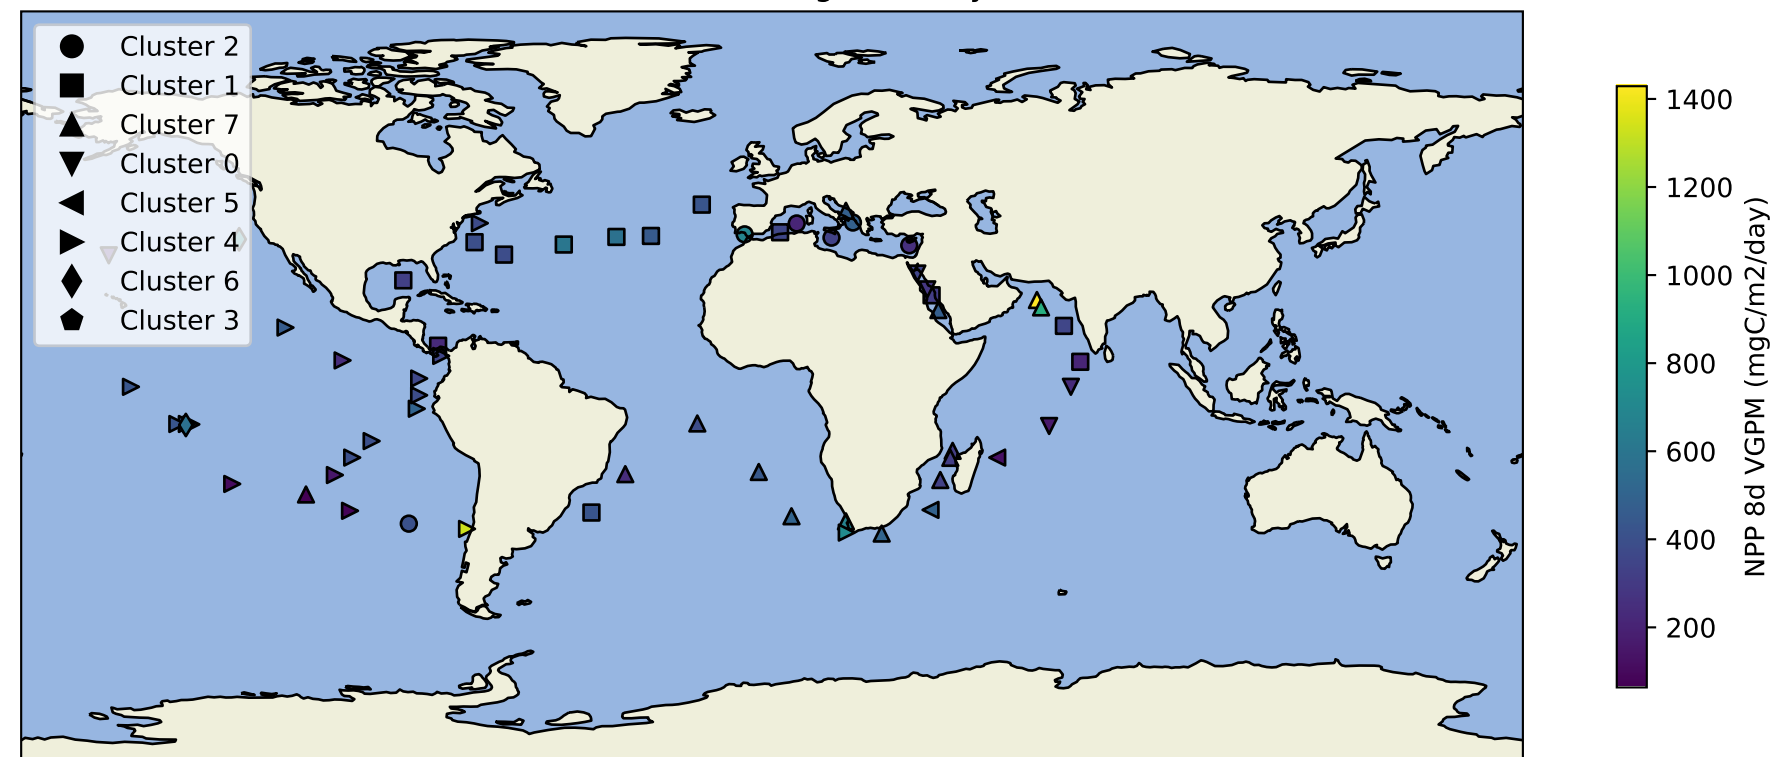 Cluster 2
Cluster 1
Cluster 7
Cluster 0
Cluster 5
Cluster 4
Cluster 6
Cluster 3
1400
1200
1000
800
600
400
200
NPP 8d VGPM (mgC/m2/day)